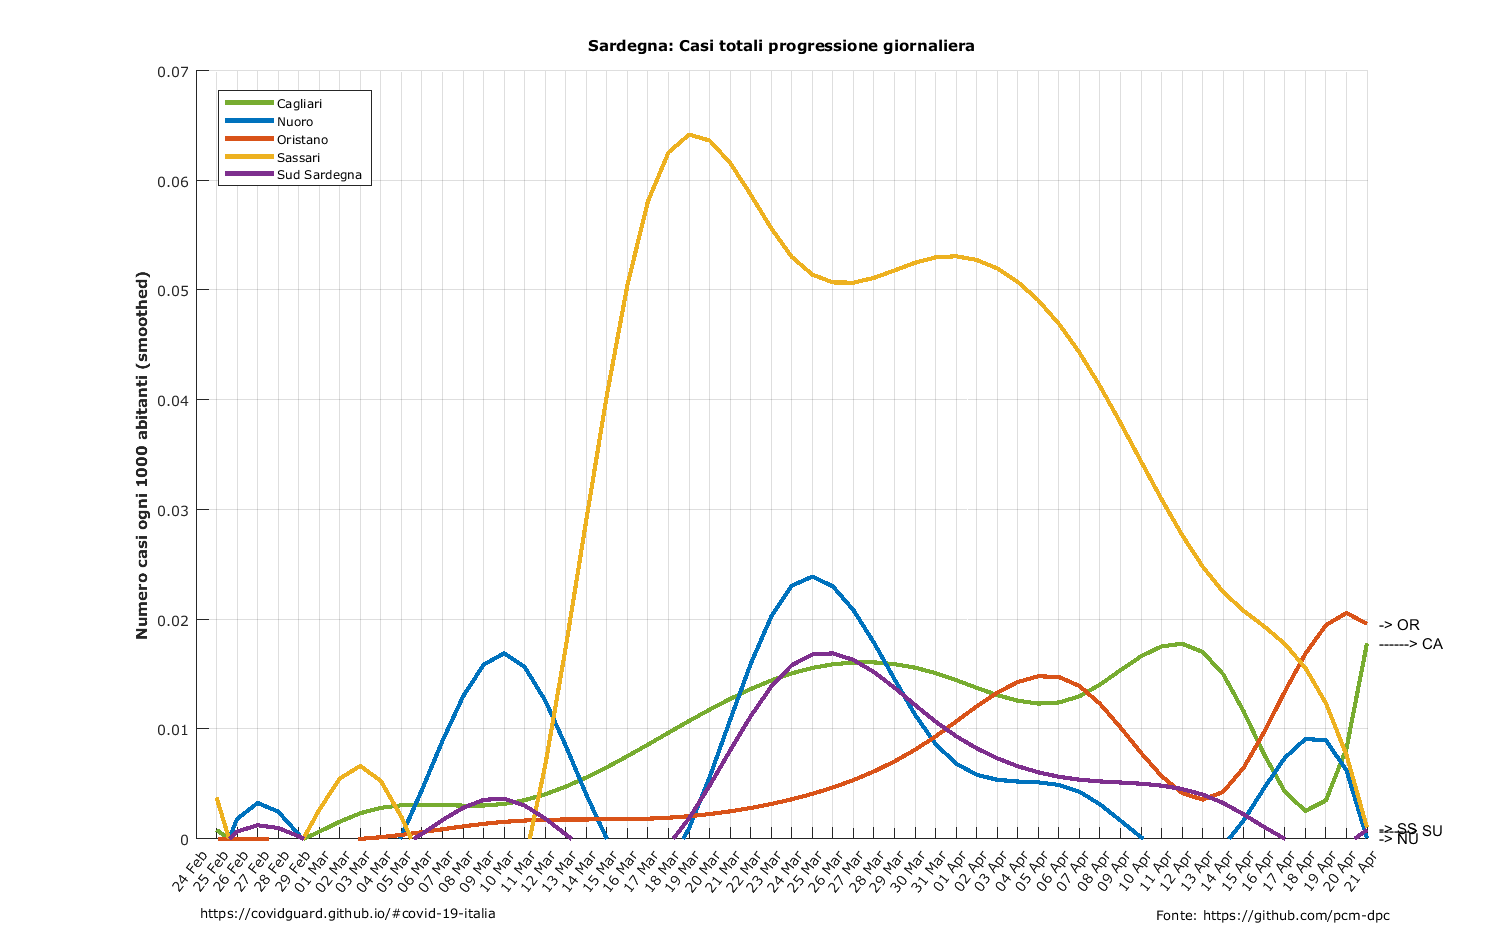 Sardegna: Casi totali progressione giornaliera
Numero casi ogni 1000 abitanti (smoothed)
0.07
0.06
0.05
0.04
0.03
0.02
0.01
0
Cagliari
Nuoro
Oristano
Sassari
Sud Sardegna
-> OR
------> CA
-> SS
------> SU
-> NU
24 Feb
25 Feb
26 Feb
27 Feb
28 Feb
29 Feb
01 Mar
02 Mar
03 Mar
04 Mar
05 Mar
06 Mar
07 Mar
08 Mar
09 Mar
10 Mar
11 Mar
12 Mar
13 Mar
14 Mar
15 Mar
16 Mar
17 Mar
18 Mar
19 Mar
20 Mar
21 Mar
22 Mar
23 Mar
24 Mar
25 Mar
26 Mar
27 Mar
28 Mar
29 Mar
30 Mar
31 Mar
01 Apr
02 Apr
03 Apr
04 Apr
05 Apr
06 Apr
07 Apr
08 Apr
09 Apr
10 Apr
11 Apr
12 Apr
13 Apr
14 Apr
15 Apr
16 Apr
17 Apr
18 Apr
19 Apr
20 Apr
21 Apr
https://covidguard.github.io/#covid-19-italia
Fonte: https://github.com/pcm-dpc